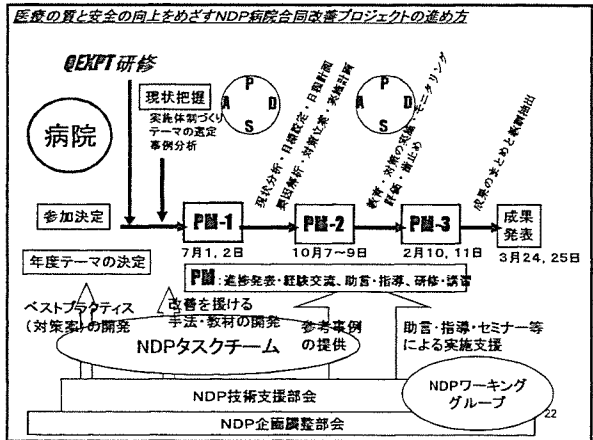 医療の質と安全の向上をめざすNDP病院合同改善プロジェクトの進め方
@EXPT研修
病院
現状把握
実施体制づくり
テーマの選定
事例分析
P
A
D
S
現状分析・目標設定・日程計画
要因解析・対策立案・実施計画
P
A
D
S
教育・対策の実施・モニタリング
評価・歯止め
成果のまとめと教訓抽出
参加決定
PM-1
PM-2
PM-3
成果
発表
7月1, 2日
10月7~9日
2月10, 11日
3月24, 25日
年度テーマの決定
PM:進捗発表・経験交流、助言・指導、研修・講習
ベストプラクティス
(対策案)の開発
改善を援ける
手法・教材の開発
参考事例
の提供
助言・指導・セミナー等
による実施支援
NDPタスクチーム
NDP技術支援部会
NDPワーキング
グループ
NDP企画調整部会
22